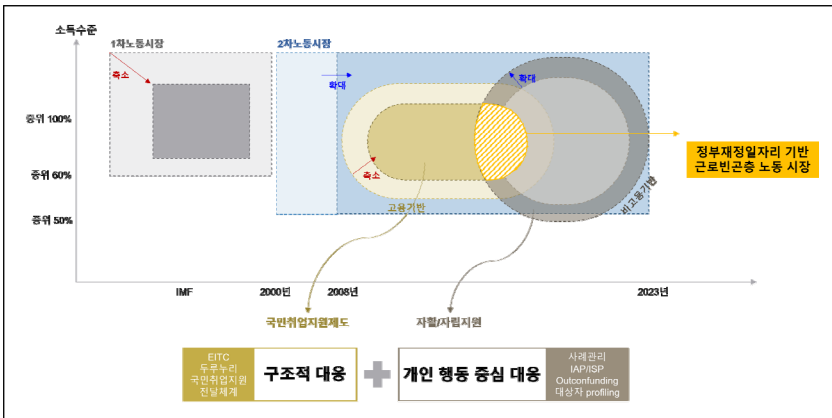 소득수준
1차노동시장
2차노동시장
축소
확대
확대
중위 100%
정부재정일자리 기반
근로빈곤층 노동 시장
중위 60%
축소
고용기반
비고용기반
중위 50%
IMF
2000년
2008년
2023년
국민취업지원제도
자활/자립지원
EITC
두루누리
국민취업지원
전달체계
구조적 대응
개인 행동 중심 대응
사례관리
IAP/ISP
Outconfunding
대상자 profiling